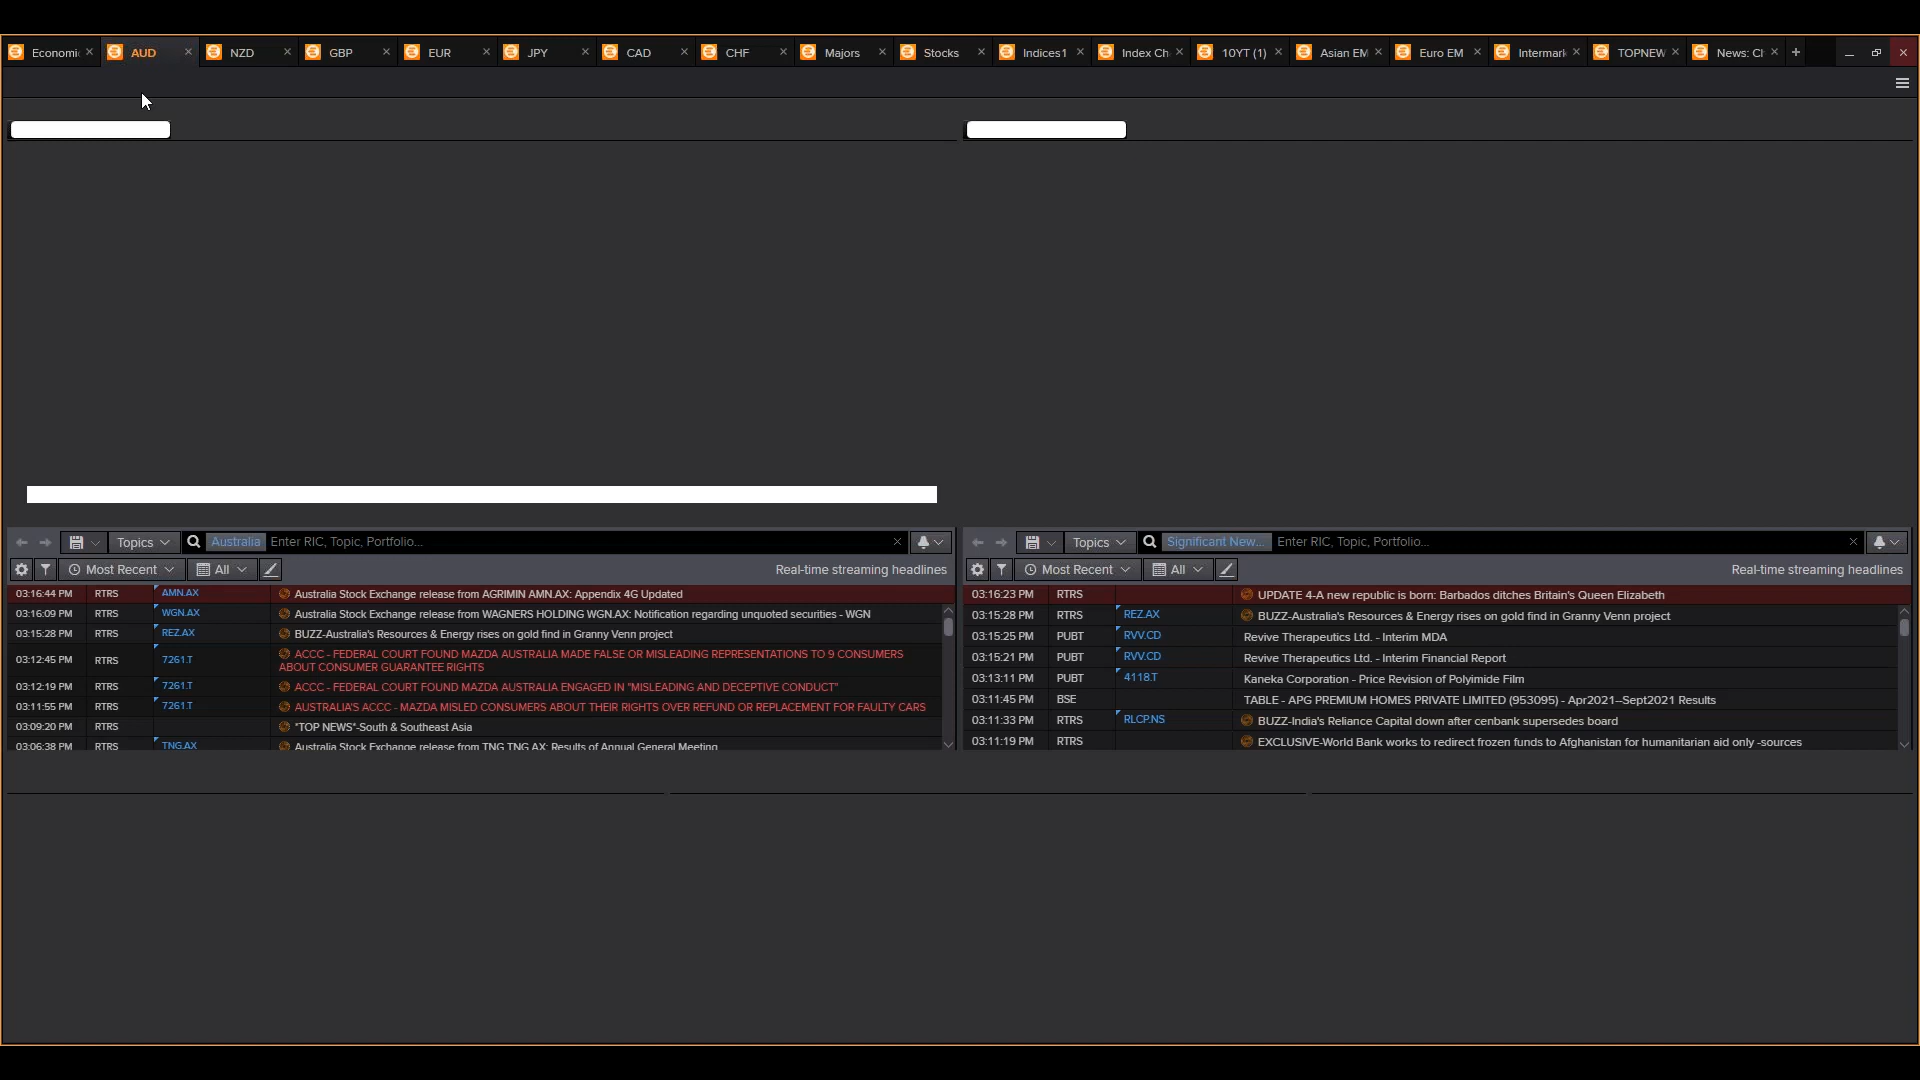 Economi AUD NZD GBP EUR JPY CAD CHF Majors Stocks Indices1 Index Ch 10YT (1) Asian EM Euro EM Intermark TOPNEW News: Cl
Topics Australia Enter RIC, Topic, Portfolio...
Most Recent All Real-time streaming headlines
03:16:44 PM RTRS AMN.AX Australia Stock Exchange release from AGRIMIN AMN.AX: Appendix 4G Updated
03:16:09 PM RTRS WGN.AX Australia Stock Exchange release from WAGNERS HOLDING WGN.AX: Notification regarding unquoted securities - WGN
03:15:28 PM RTRS REZ.AX BUZZ-Australia's Resources & Energy rises on gold find in Granny Venn project
03:12:45 PM RTRS 7261.T ACCC - FEDERAL COURT FOUND MAZDA AUSTRALIA MADE FALSE OR MISLEADING REPRESENTATIONS TO 9 CONSUMERS
ABOUT CONSUMER GUARANTEE RIGHTS
03:12:19 PM RTRS 7261.T ACCC - FEDERAL COURT FOUND MAZDA AUSTRALIA ENGAGED IN "MISLEADING AND DECEPTIVE CONDUCT"
03:11:55 PM RTRS 7261.T AUSTRALIA'S ACCC - MAZDA MISLED CONSUMERS ABOUT THEIR RIGHTS OVER REFUND OR REPLACEMENT FOR FAULTY CARS
03:09:20 PM RTRS *TOP NEWS*-South & Southeast Asia
03:06:38 PM RTRS TNG.AX Australia Stock Exchange release from TNG TNG.AX: Results of Annual General Meeting
Topics Significant New... Enter RIC, Topic, Portfolio...
Most Recent All Real-time streaming headlines
03:16:23 PM RTRS UPDATE 4-A new republic is born: Barbados ditches Britain's Queen Elizabeth
03:15:28 PM RTRS REZ.AX BUZZ-Australia's Resources & Energy rises on gold find in Granny Venn project
03:15:25 PM PUBT RVV.CD Revive Therapeutics Ltd. - Interim MDA
03:15:21 PM PUBT RVV.CD Revive Therapeutics Ltd. - Interim Financial Report
03:13:11 PM PUBT 4118.T Kaneka Corporation - Price Revision of Polyimide Film
03:11:45 PM BSE TABLE - APG PREMIUM HOMES PRIVATE LIMITED (953095) - Apr2021--Sept2021 Results
03:11:33 PM RTRS RLCP.NS BUZZ-India's Reliance Capital down after cenbank supersedes board
03:11:19 PM RTRS EXCLUSIVE-World Bank works to redirect frozen funds to Afghanistan for humanitarian aid only -sources